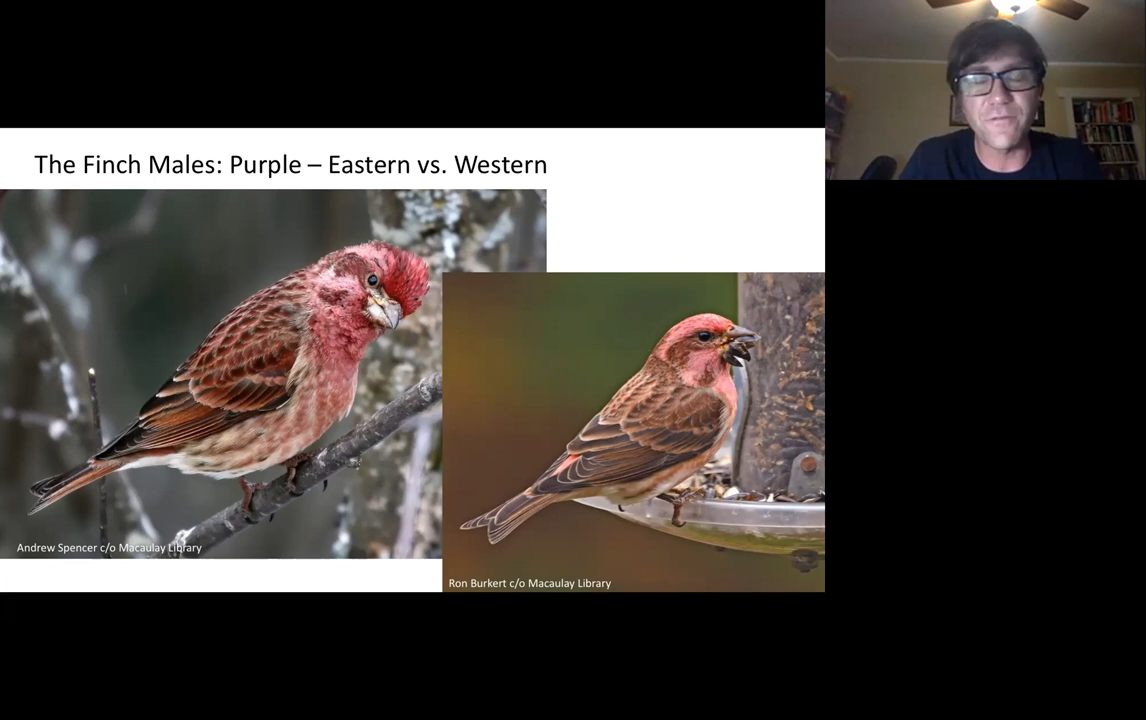 The Finch Males: Purple – Eastern vs. Western
Andrew Spencer c/o Macaulay Library
Ron Burkert c/o Macaulay Library